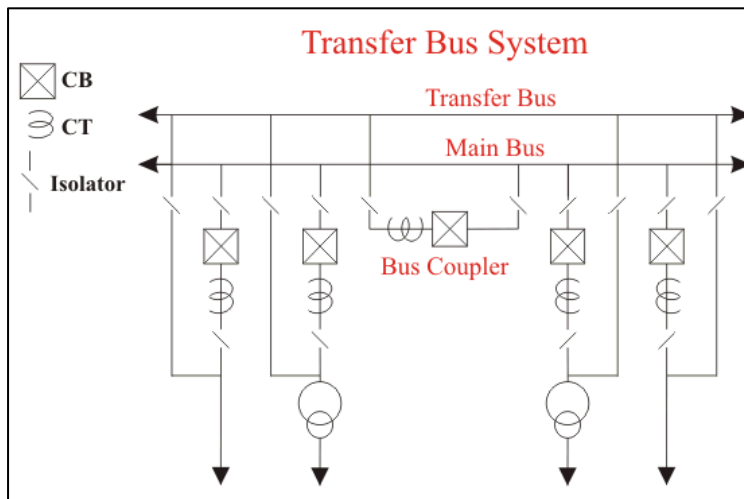 Transfer Bus System
CB
CT
Isolator
Transfer Bus
Main Bus
Bus Coupler